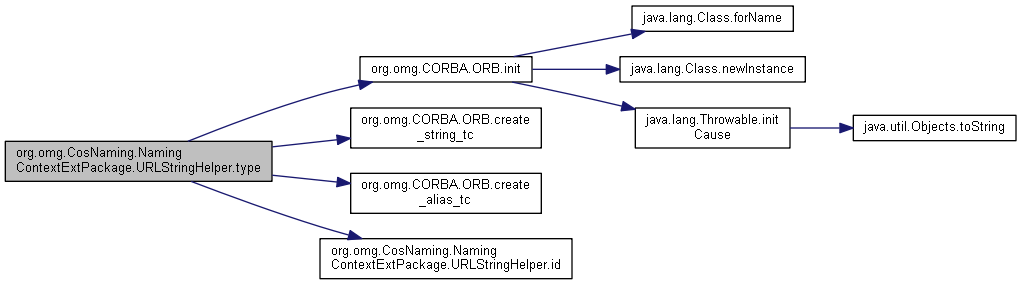 java.lang.Class.forName
org.omg.CORBA.ORB.init
java.lang.Class.newInstance
org.omg.CORBA.ORB.create
_string_tc
java.lang.Throwable.init
Cause
java.util.Objects.toString
org.omg.CosNaming.Naming
ContextExtPackage.URLStringHelper.type
org.omg.CORBA.ORB.create
_alias_tc
org.omg.CosNaming.Naming
ContextExtPackage.URLStringHelper.id